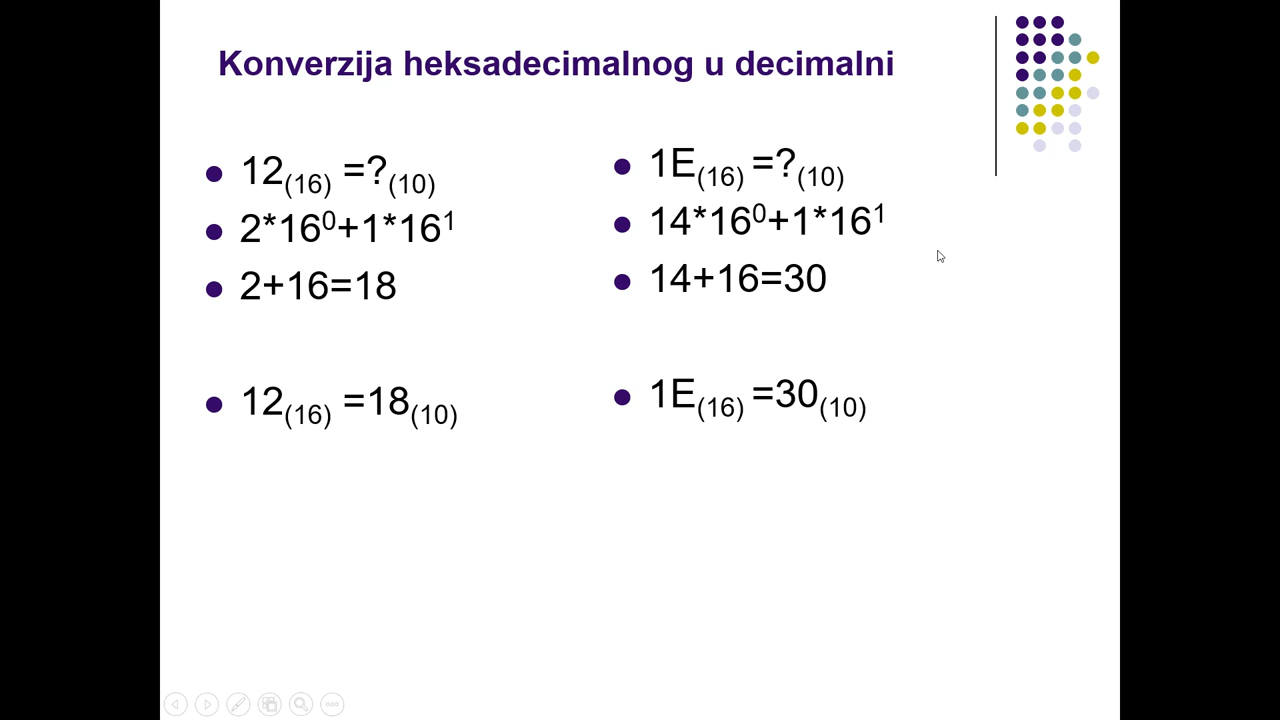 Konverzija heksadecimalnog u decimalni
12(16) =?(10)
2*16⁰+1*16¹
2+16=18
12(16) =18(10)
1E(16) =?(10)
14*16⁰+1*16¹
14+16=30
1E(16) =30(10)